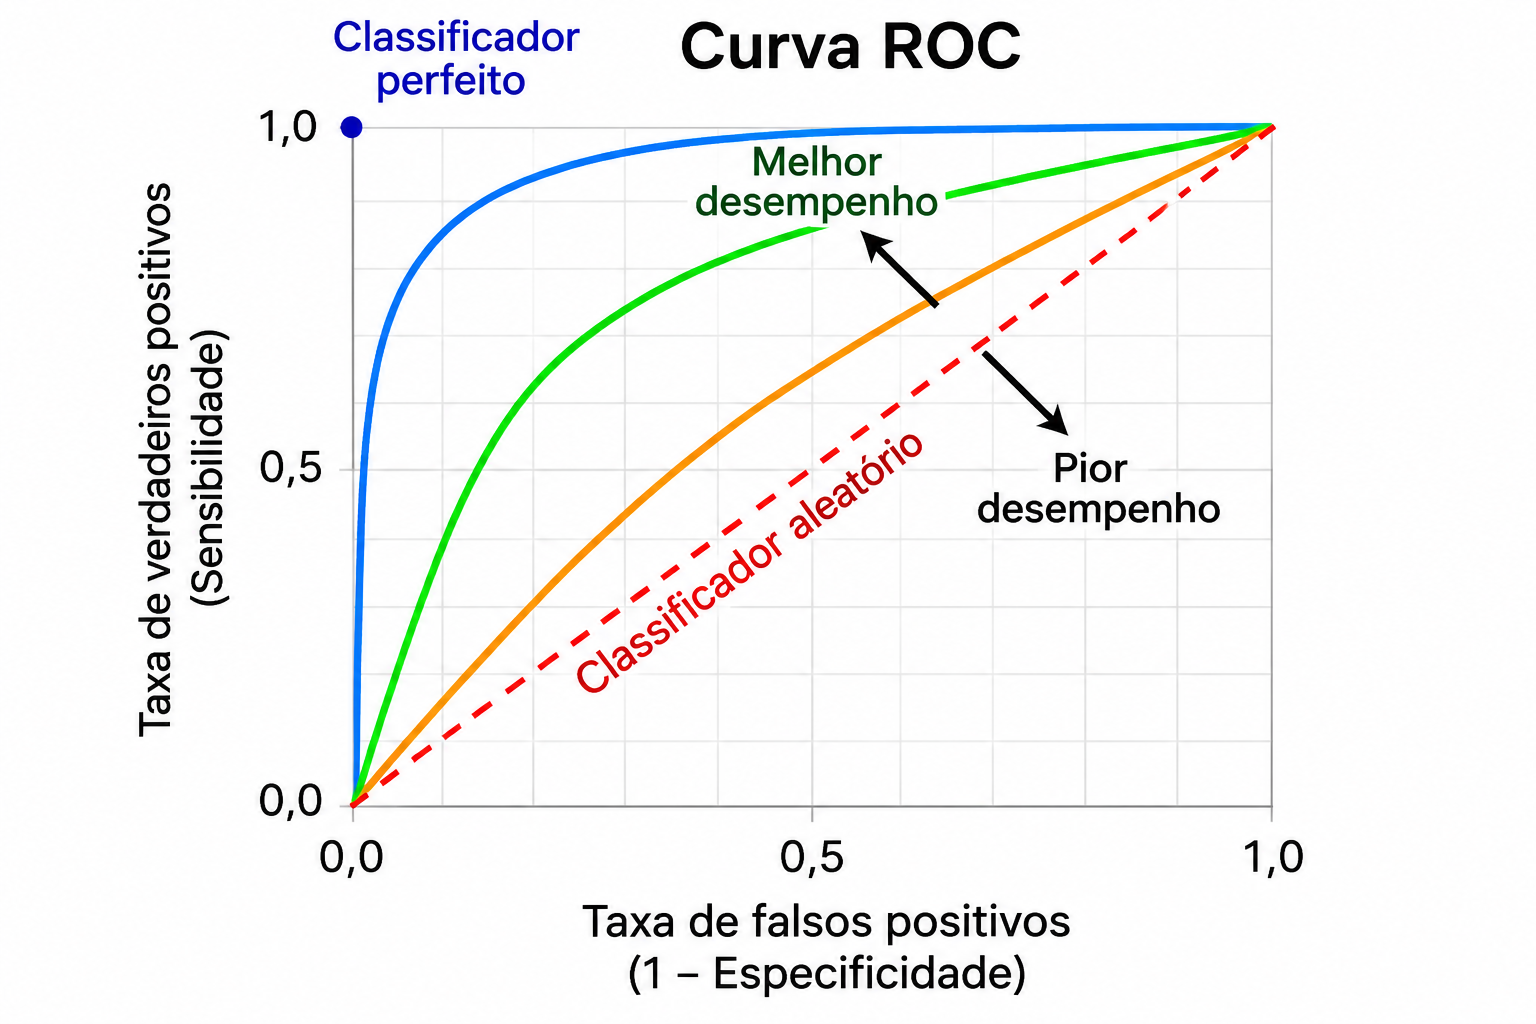 Classificador
perfeito
Curva ROC
1,0
Melhor
desempenho
Taxa de verdadeiros positivos
(Sensibilidade)
0,5
Pior
desempenho
Classificador aleatório
0,0
0,0
0,5
1,0
Taxa de falsos positivos
(1 – Especificidade)